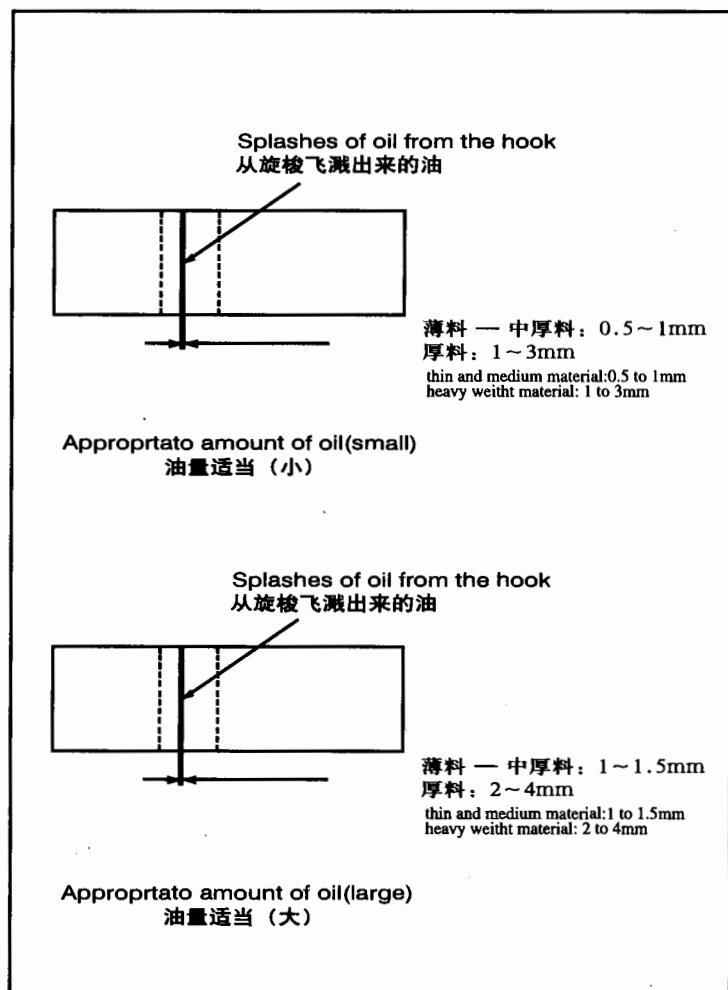 Splashes of oil from the hook
从旋梭飞溅出来的油
薄料 — 中厚料：0.5～1mm
厚料：1～3mm
thin and medium material:0.5 to 1mm
heavy weitht material: 1 to 3mm
Approprtato amount of oil(small)
油量适当（小）
Splashes of oil from the hook
从旋梭飞溅出来的油
薄料 — 中厚料：1～1.5mm
厚料：2～4mm
thin and medium material:1 to 1.5mm
heavy weitht material: 2 to 4mm
Approprtato amount of oil(large)
油量适当（大）